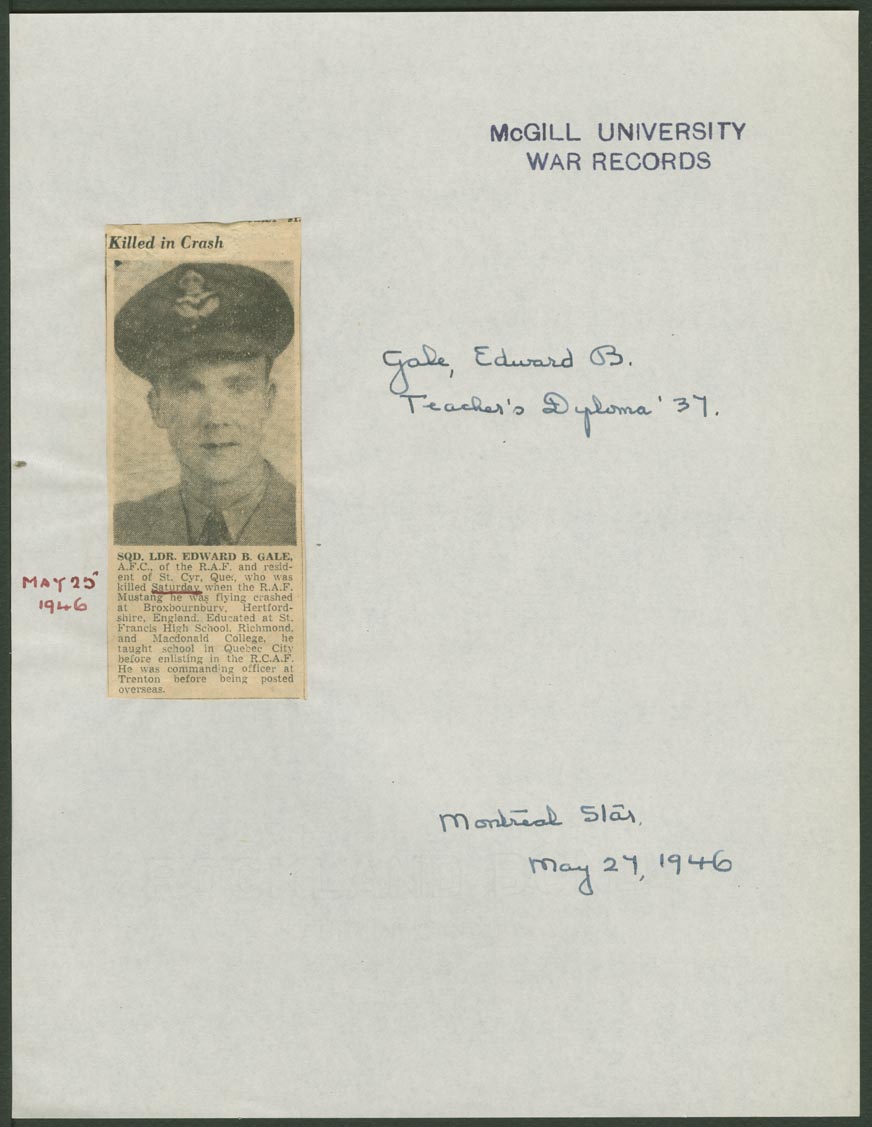 McGILL UNIVERSITY
WAR RECORDS
Killed in Crash
Gale, Edward B.
Teacher's Diploma '37.
SQD. LDR. EDWARD B. GALE,
A.F.C., of the R.A.F. and resid-
ent of St. Cyr, Que., who was
killed Saturday when the R.A.F.
Mustang he was flying crashed
at Broxbournbury, Hertford-
shire, England. Educated at St.
Francis High School, Richmond,
and Macdonald College, he
taught school in Quebec City
before enlisting in the R.C.A.F.
He was commanding officer at
Trenton before being posted
overseas.
MAY 25
1946
Montreal Star,
May 27, 1946